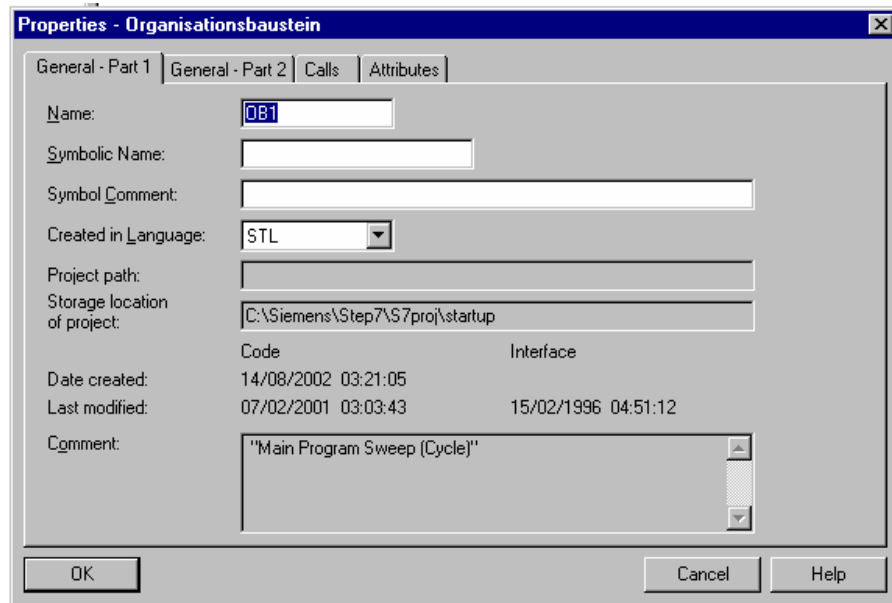 Properties - Organisationsbaustein
General - Part 1 General - Part 2 Calls Attributes
Name: OB1
Symbolic Name:
Symbol Comment:
Created in Language: STL
Project path:
Storage location
of project: C:\Siemens\Step7\S7proj\startup
Code Interface
Date created: 14/08/2002 03:21:05
Last modified: 07/02/2001 03:03:43 15/02/1996 04:51:12
Comment: "Main Program Sweep (Cycle)"
OK Cancel Help